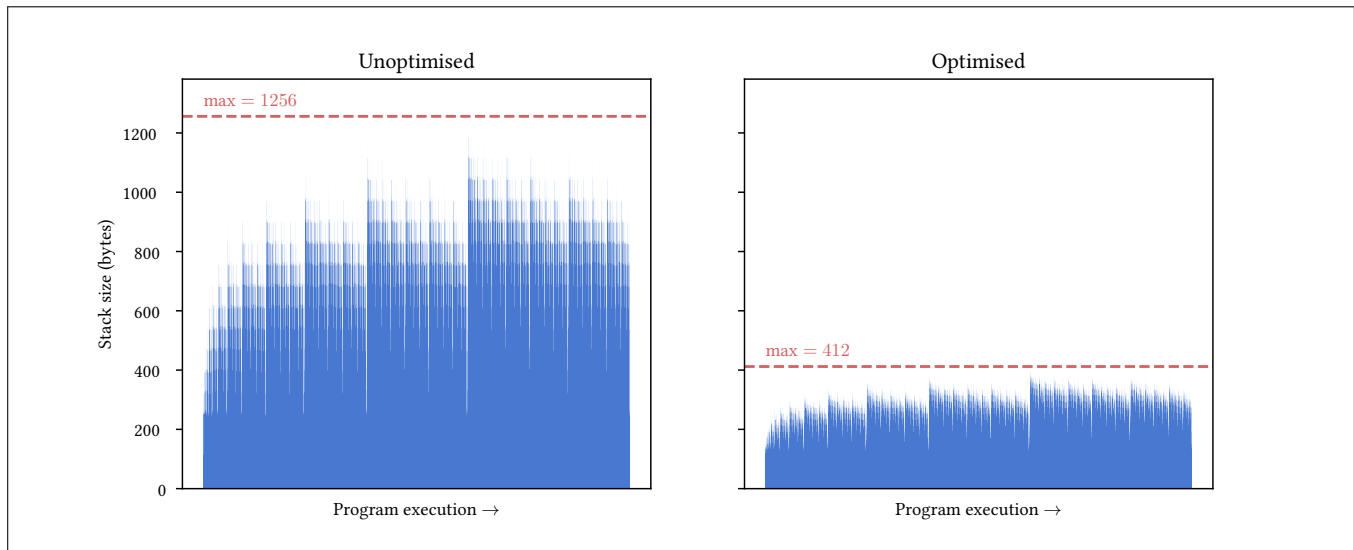 Unoptimised
max = 1256
1200
1000
800
600
400
200
0
Stack size (bytes)
Program execution →
Optimised
max = 412
Program execution →